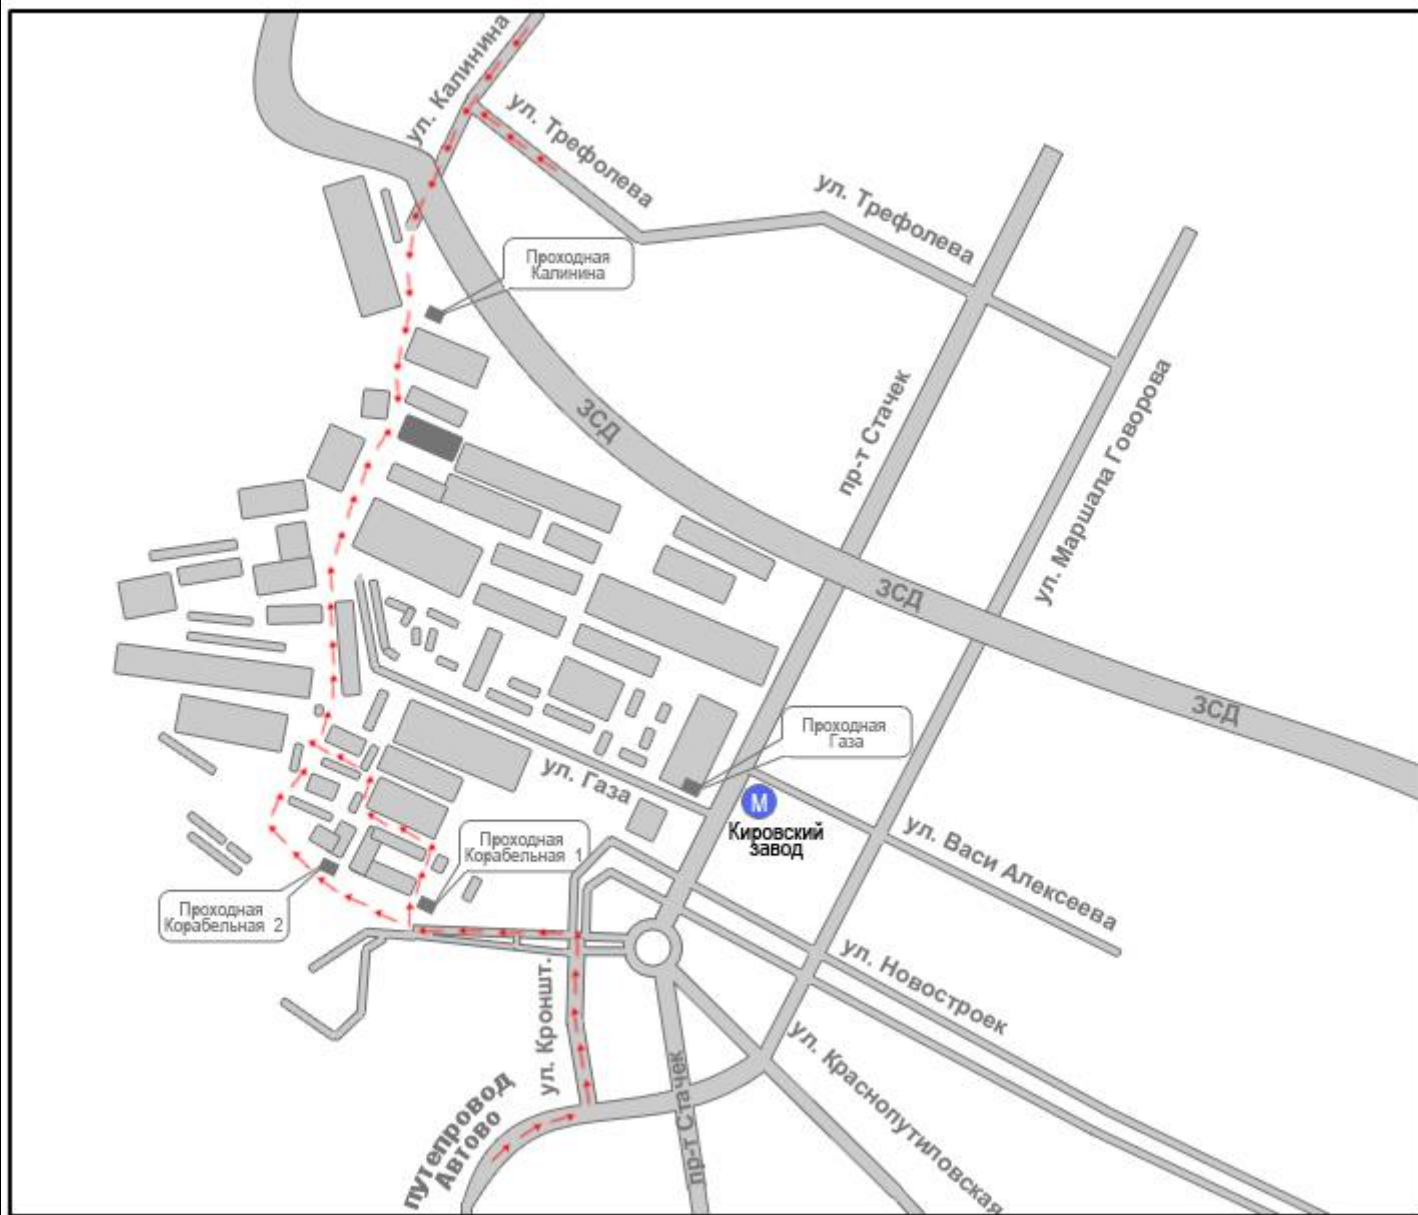 ул. Калинина
ул. Трефолева
ул. Трефолева
Проходная
Калинина
ЗСД
пр-т Стачек
ул. Маршала Говорова
ЗСД
ЗСД
Проходная
Газа
ул. Газа
М
Кировский
завод
ул. Васи Алексеева
Проходная
Корабельная 1
Проходная
Корабельная 2
ул. Новостроек
ул. Кроншт.
ул. Краснопутиловская
пр-т Стачек
путепровод
Автово